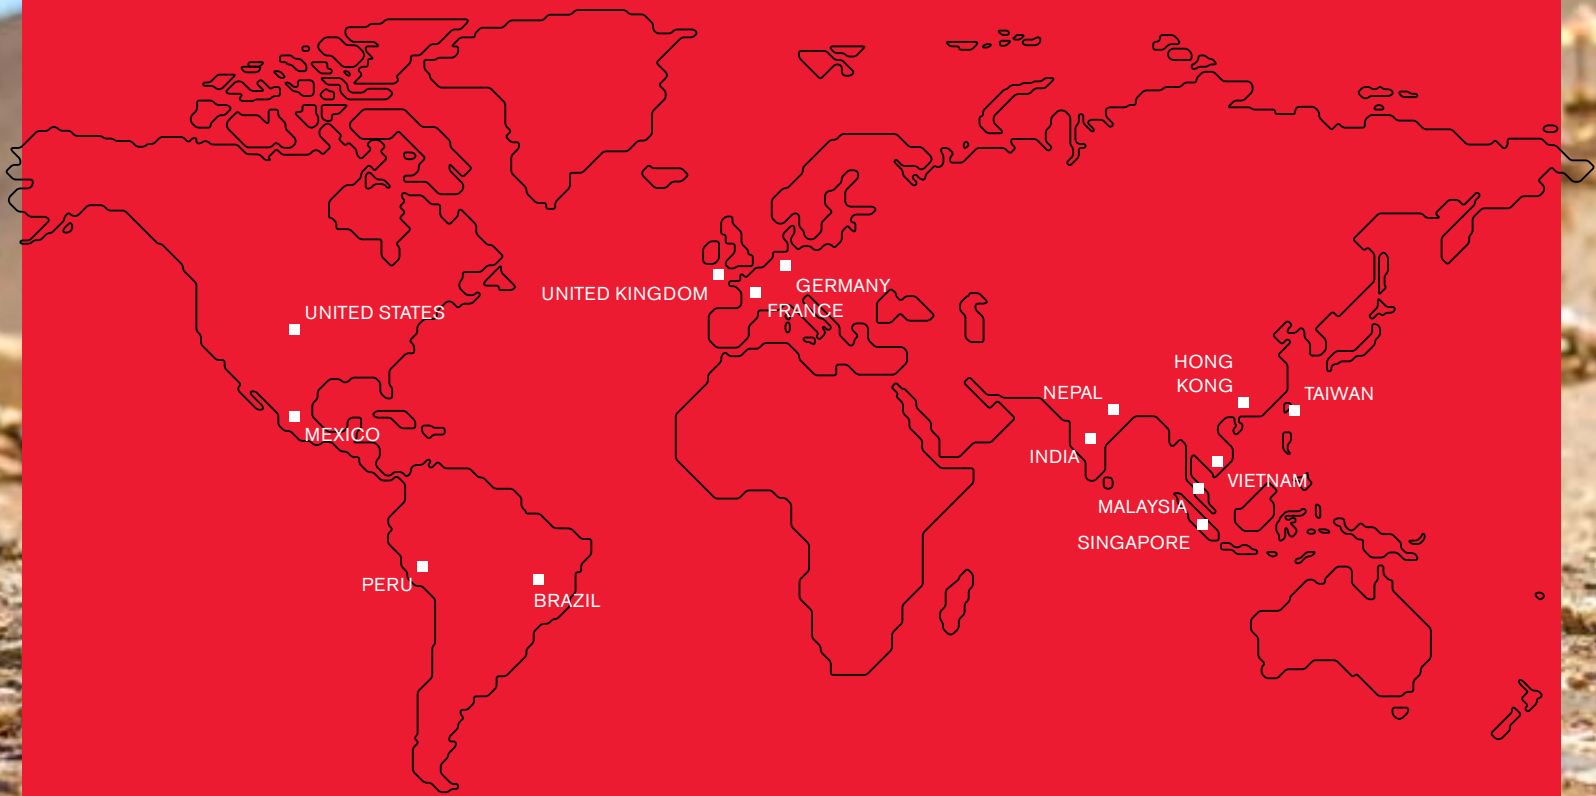 UNITED KINGDOM
GERMANY
FRANCE
UNITED STATES
HONG
KONG
NEPAL
TAIWAN
MEXICO
INDIA
VIETNAM
MALAYSIA
SINGAPORE
PERU
BRAZIL